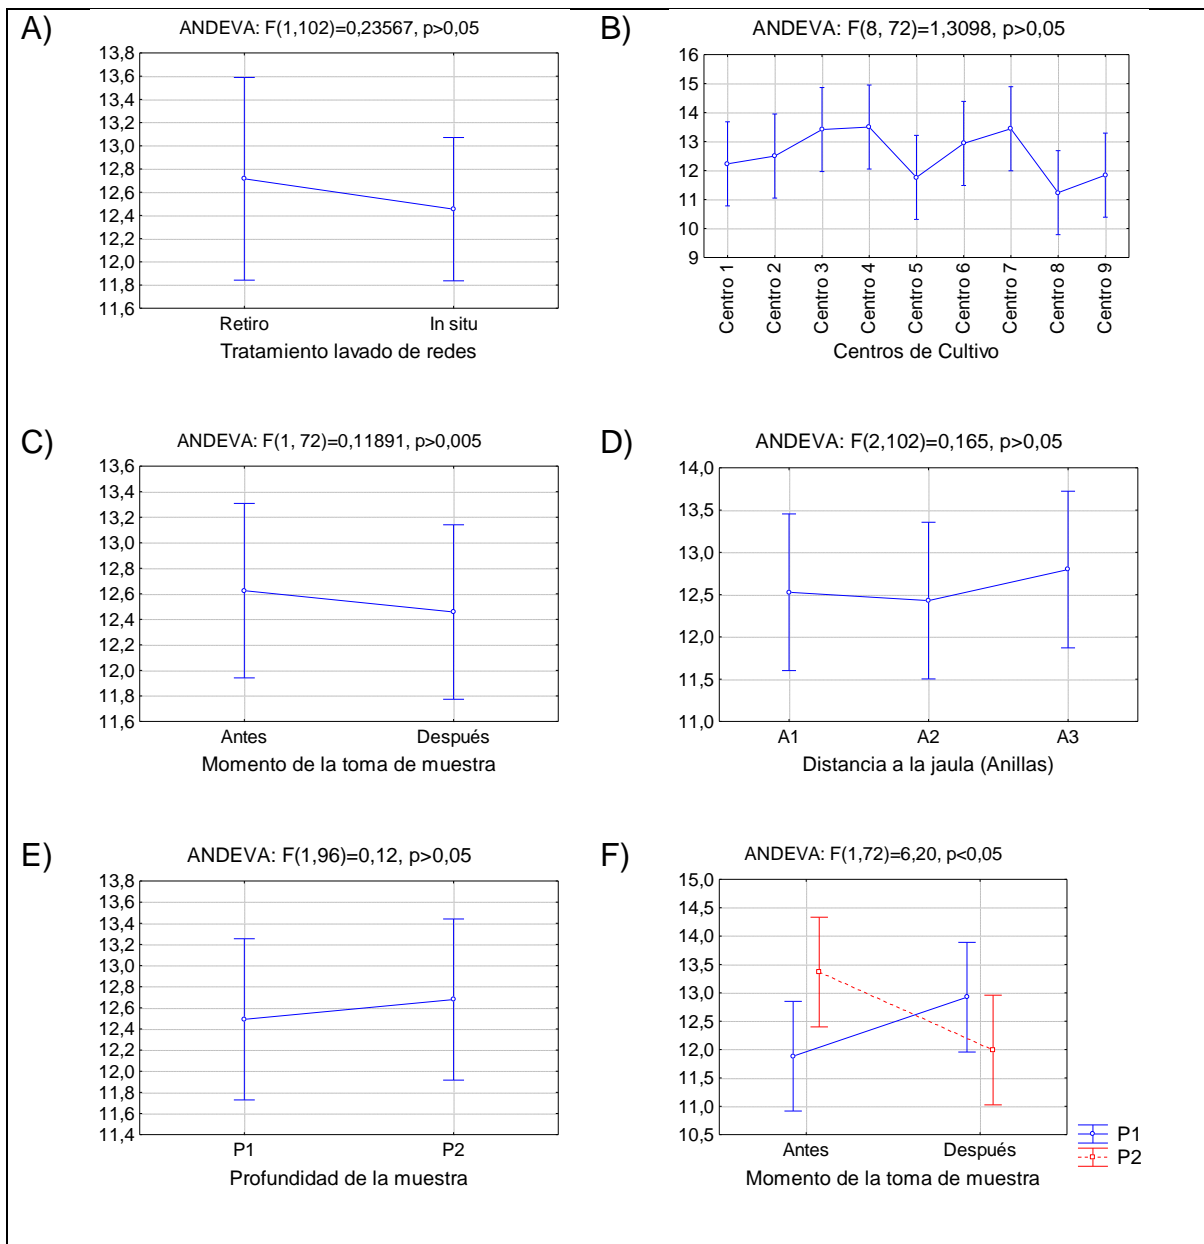 A)
ANDEVA: F(1,102)=0,23567, p>0,05
13,8
13,6
13,4
13,2
13,0
12,8
12,6
12,4
12,2
12,0
11,8
11,6
Retiro
In situ
Tratamiento lavado de redes
B)
ANDEVA: F(8, 72)=1,3098, p>0,05
16
15
14
13
12
11
10
9
Centro 1
Centro 2
Centro 3
Centro 4
Centro 5
Centro 6
Centro 7
Centro 8
Centro 9
Centros de Cultivo
C)
ANDEVA: F(1, 72)=0,11891, p>0,005
13,6
13,4
13,2
13,0
12,8
12,6
12,4
12,2
12,0
11,8
11,6
Antes
Después
Momento de la toma de muestra
D)
ANDEVA: F(2,102)=0,165, p>0,05
14,0
13,5
13,0
12,5
12,0
11,5
11,0
A1
A2
A3
Distancia a la jaula (Anillas)
E)
ANDEVA: F(1,96)=0,12, p>0,05
13,8
13,6
13,4
13,2
13,0
12,8
12,6
12,4
12,2
12,0
11,8
11,6
11,4
P1
P2
Profundidad de la muestra
F)
ANDEVA: F(1,72)=6,20, p<0,05
15,0
14,5
14,0
13,5
13,0
12,5
12,0
11,5
11,0
10,5
Antes
Después
Momento de la toma de muestra
P1
P2